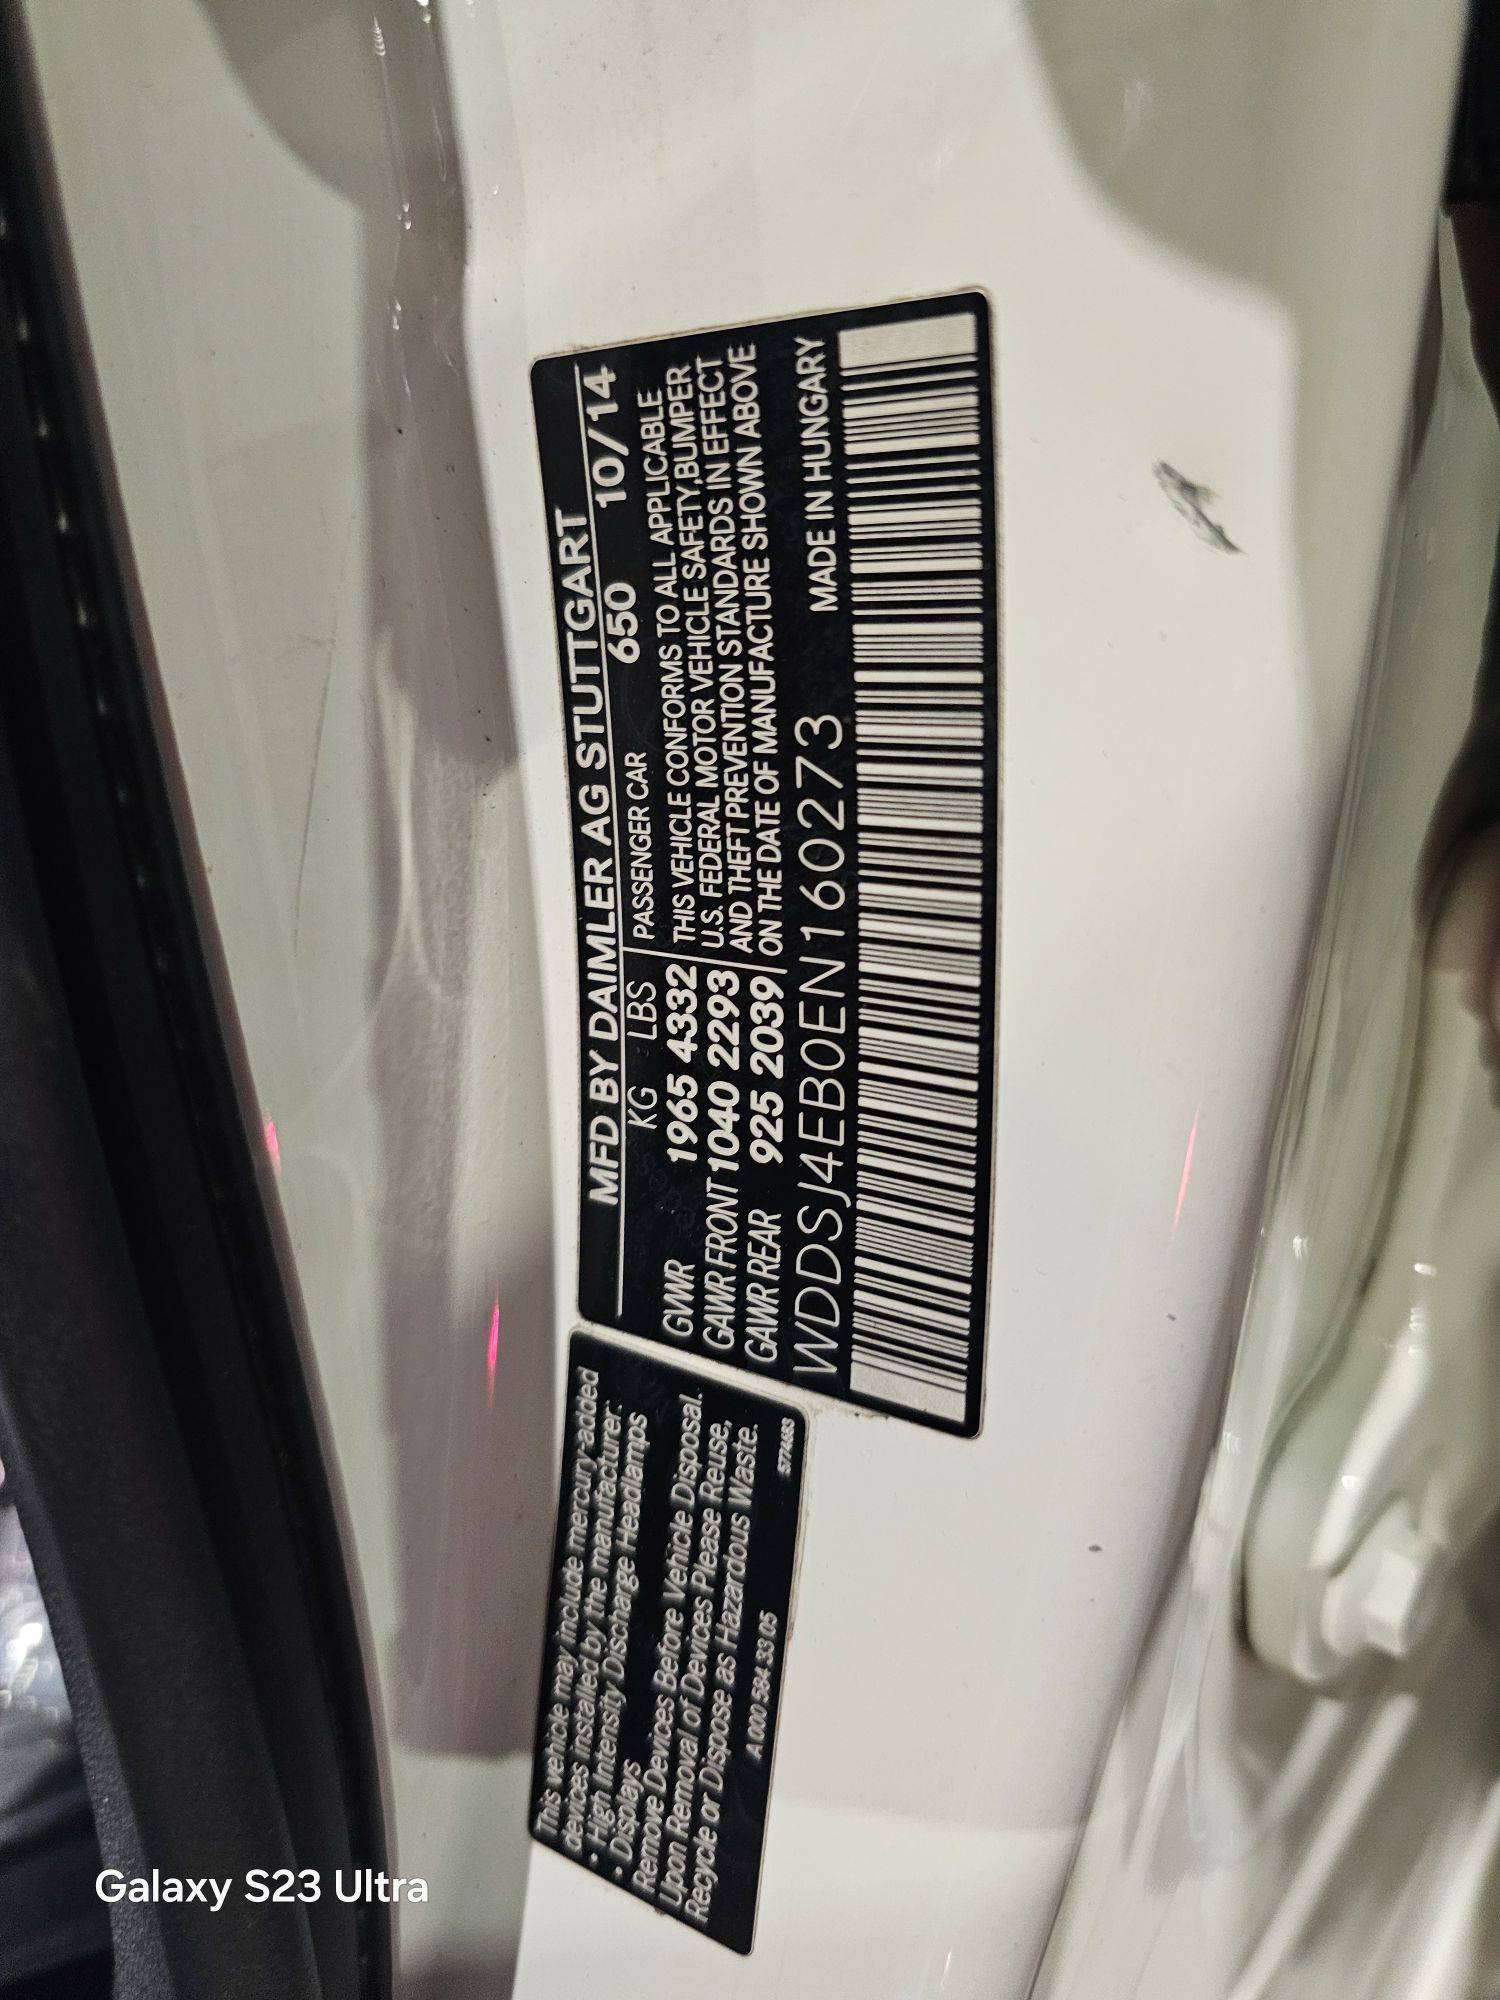 MFD BY DAIMLER AG STUTTGART
KG LBS PASSENGER CAR 650 10/14
GVWR 1965 4332 THIS VEHICLE CONFORMS TO ALL APPLICABLE
GAWR FRONT 1040 2293 U.S. FEDERAL MOTOR VEHICLE SAFETY,BUMPER
GAWR REAR 925 2039 AND THEFT PREVENTION STANDARDS IN EFFECT
ON THE DATE OF MANUFACTURE SHOWN ABOVE
WDDSJ4EB0EN160273 MADE IN HUNGARY
This vehicle may include mercury-added
devices installed by the manufacturer:
· High Intensity Discharge Headlamps
· Displays
Remove Devices Before Vehicle Disposal.
Upon Removal of Devices Please Reuse,
Recycle or Dispose as Hazardous Waste.
A 000 584 33 05
Galaxy S23 Ultra